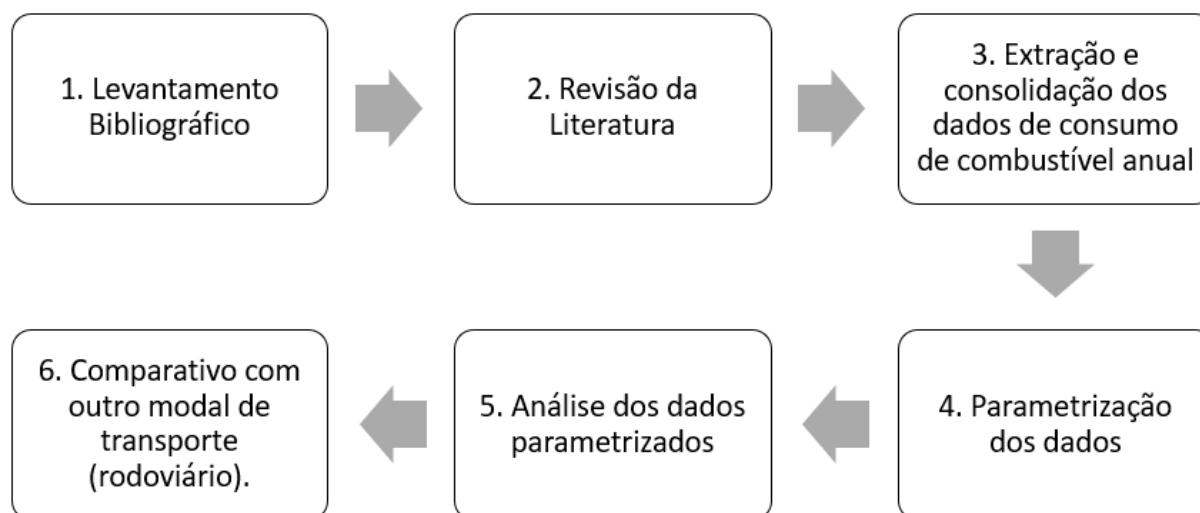 1. Levantamento
Bibliográfico
2. Revisão da
Literatura
3. Extração e
consolidação dos
dados de consumo
de combustível anual
4. Parametrização
dos dados
5. Análise dos dados
parametrizados
6. Comparativo com
outro modal de
transporte
(rodoviário).